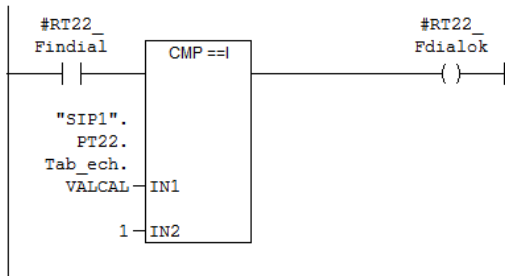 #RT22_
Findial
CMP ==I
#RT22_
Fdialok
"SIP1".
PT22.
Tab_ech.
VALCAL
IN1
1
IN2